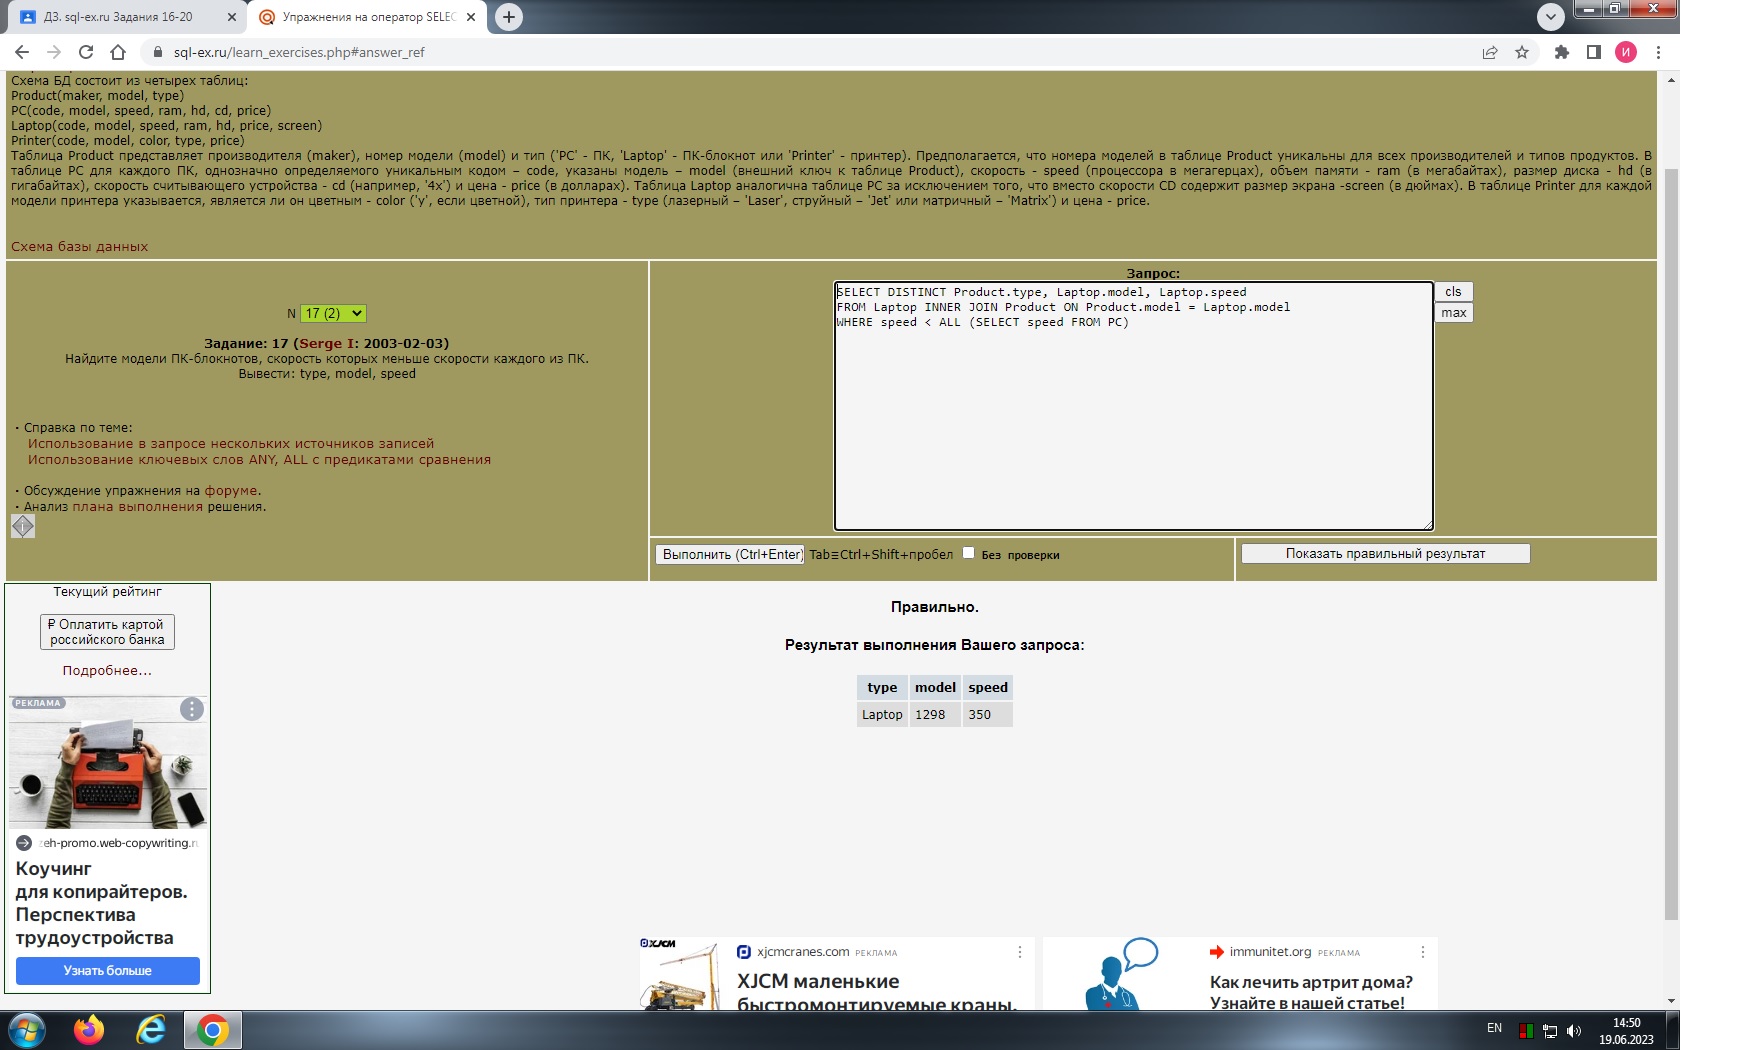 ДЗ. sql-ex.ru Задания 16-20
Упражнения на оператор SELEC
sql-ex.ru/learn_exercises.php#answer_ref
И
Схема БД состоит из четырех таблиц:
Product(maker, model, type)
PC(code, model, speed, ram, hd, cd, price)
Laptop(code, model, speed, ram, hd, price, screen)
Printer(code, model, color, type, price)
Таблица Product представляет производителя (maker), номер модели (model) и тип ('PC' - ПК, 'Laptop' - ПК-блокнот или 'Printer' - принтер). Предполагается, что номера моделей в таблице Product уникальны для всех производителей и типов продуктов. В
таблице PC для каждого ПК, однозначно определяемого уникальным кодом – code, указаны модель – model (внешний ключ к таблице Product), скорость - speed (процессора в мегагерцах), объем памяти - ram (в мегабайтах), размер диска - hd (в
гигабайтах), скорость считывающего устройства - cd (например, '4x') и цена - price (в долларах). Таблица Laptop аналогична таблице PC за исключением того, что вместо скорости CD содержит размер экрана -screen (в дюймах). В таблице Printer для каждой
модели принтера указывается, является ли он цветным - color ('y', если цветной), тип принтера - type (лазерный – 'Laser', струйный – 'Jet' или матричный – 'Matrix') и цена - price.
Схема базы данных
N 17 (2)
Задание: 17 (Serge I: 2003-02-03)
Найдите модели ПК-блокнотов, скорость которых меньше скорости каждого из ПК.
Вывести: type, model, speed
· Справка по теме:
Использование в запросе нескольких источников записей
Использование ключевых слов ANY, ALL с предикатами сравнения
· Обсуждение упражнения на форуме.
· Анализ плана выполнения решения.
Запрос:
SELECT DISTINCT Product.type, Laptop.model, Laptop.speed
FROM Laptop INNER JOIN Product ON Product.model = Laptop.model
WHERE speed < ALL (SELECT speed FROM PC)
cls
max
Выполнить (Ctrl+Enter) Tab≡Ctrl+Shift+пробел Без проверки
Показать правильный результат
Текущий рейтинг
₽ Оплатить картой
российского банка
Подробнее...
РЕКЛАМА
zeh-promo.web-copywriting.ru
Коучинг
для копирайтеров.
Перспектива
трудоустройства
Узнать больше
Правильно.
Результат выполнения Вашего запроса:
type model speed
Laptop 1298 350
XJCM
xjcmcranes.com РЕКЛАМА
XJCM маленькие
быстромонтируемые краны.
immunitet.org РЕКЛАМА
Как лечить артрит дома?
Узнайте в нашей статье!
EN
14:50
19.06.2023